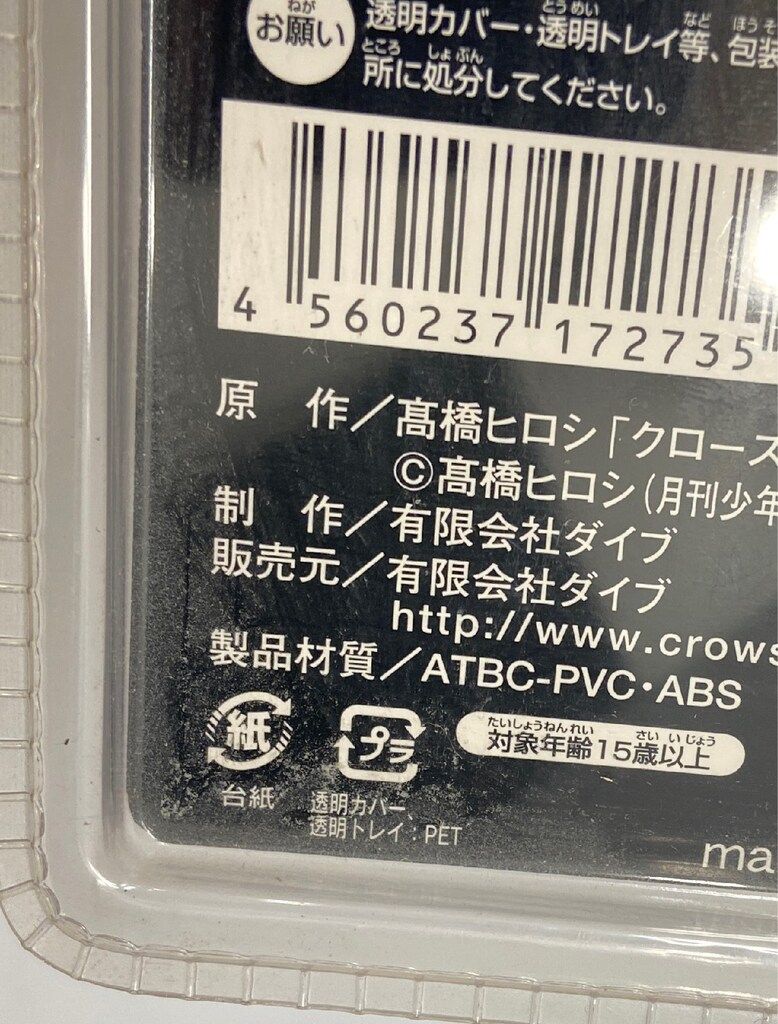 お願い
透明カバー・透明トレイ等、包装
所に処分してください。
4 560237 172735
原 作／髙橋ヒロシ「クローズ
©髙橋ヒロシ(月刊少年
制 作／有限会社ダイブ
販売元／有限会社ダイブ
http://www.crows
製品材質／ATBC-PVC・ABS
紙
プラ
対象年齢15歳以上
台紙
透明カバー、
透明トレイ：PET
ma